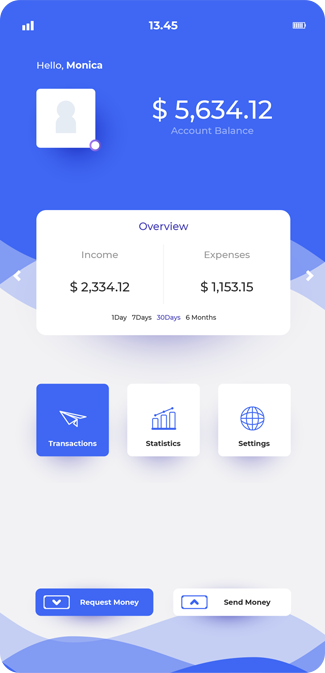 13.45
Hello, Monica
$ 5,634.12
Account Balance
Overview
Income Expenses
$ 2,334.12 $ 1,153.15
1Day 7Days 30Days 6 Months
Transactions Statistics Settings
Request Money Send Money